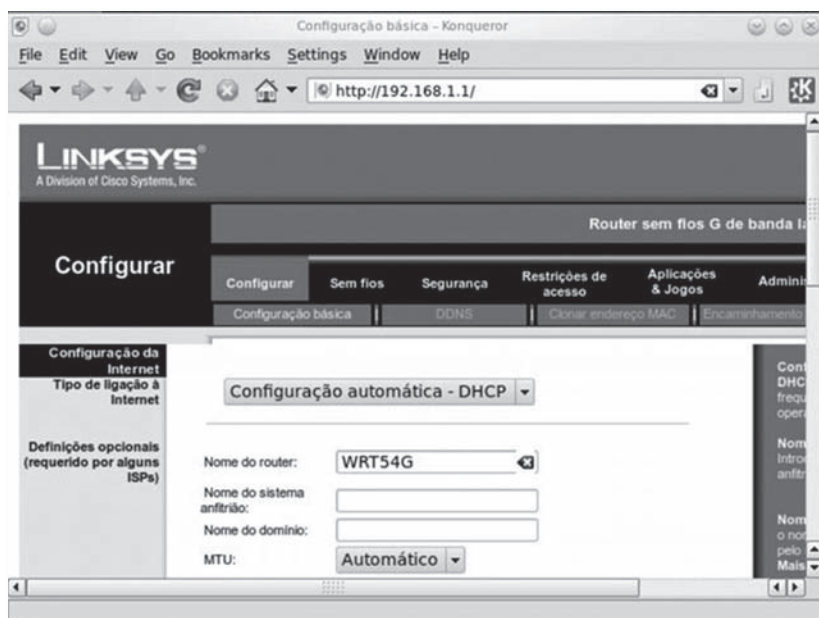 Configuração básica - Konqueror
File Edit View Go Bookmarks Settings Window Help
http://192.168.1.1/
LINKSYS®
A Division of Cisco Systems, Inc.
Router sem fios G de banda
Configurar
Configurar Sem fios Segurança Restrições de acesso Aplicações & Jogos
Configuração básica DDNS Clonar endereço MAC Encaminhamento
Configuração da Internet
Tipo de ligação à Internet
Configuração automática - DHCP
Definições opcionais (requerido por alguns ISPs)
Nome do router: WRT54G
Nome do sistema anfitrião:
Nome do domínio:
MTU: Automático
DHCP
pelo
Mais